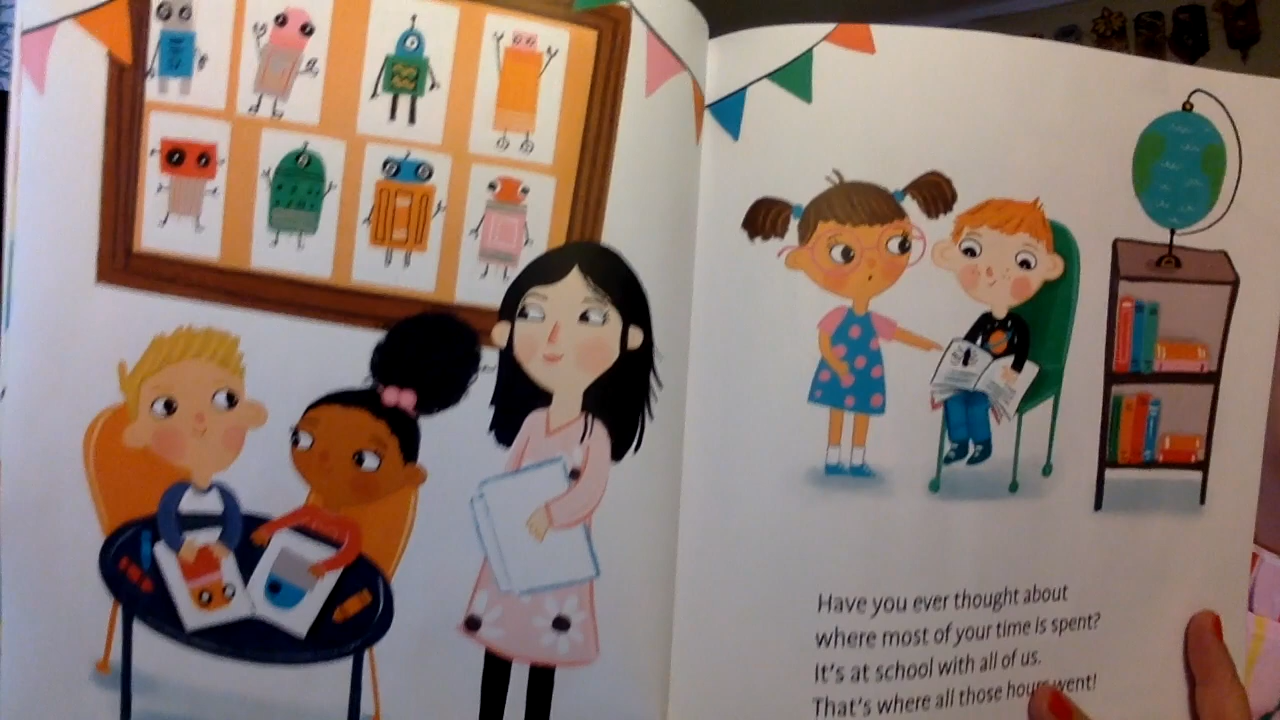 Have you ever thought about
where most of your time is spent?
It's at school with all of us.
That's where all those hours went!